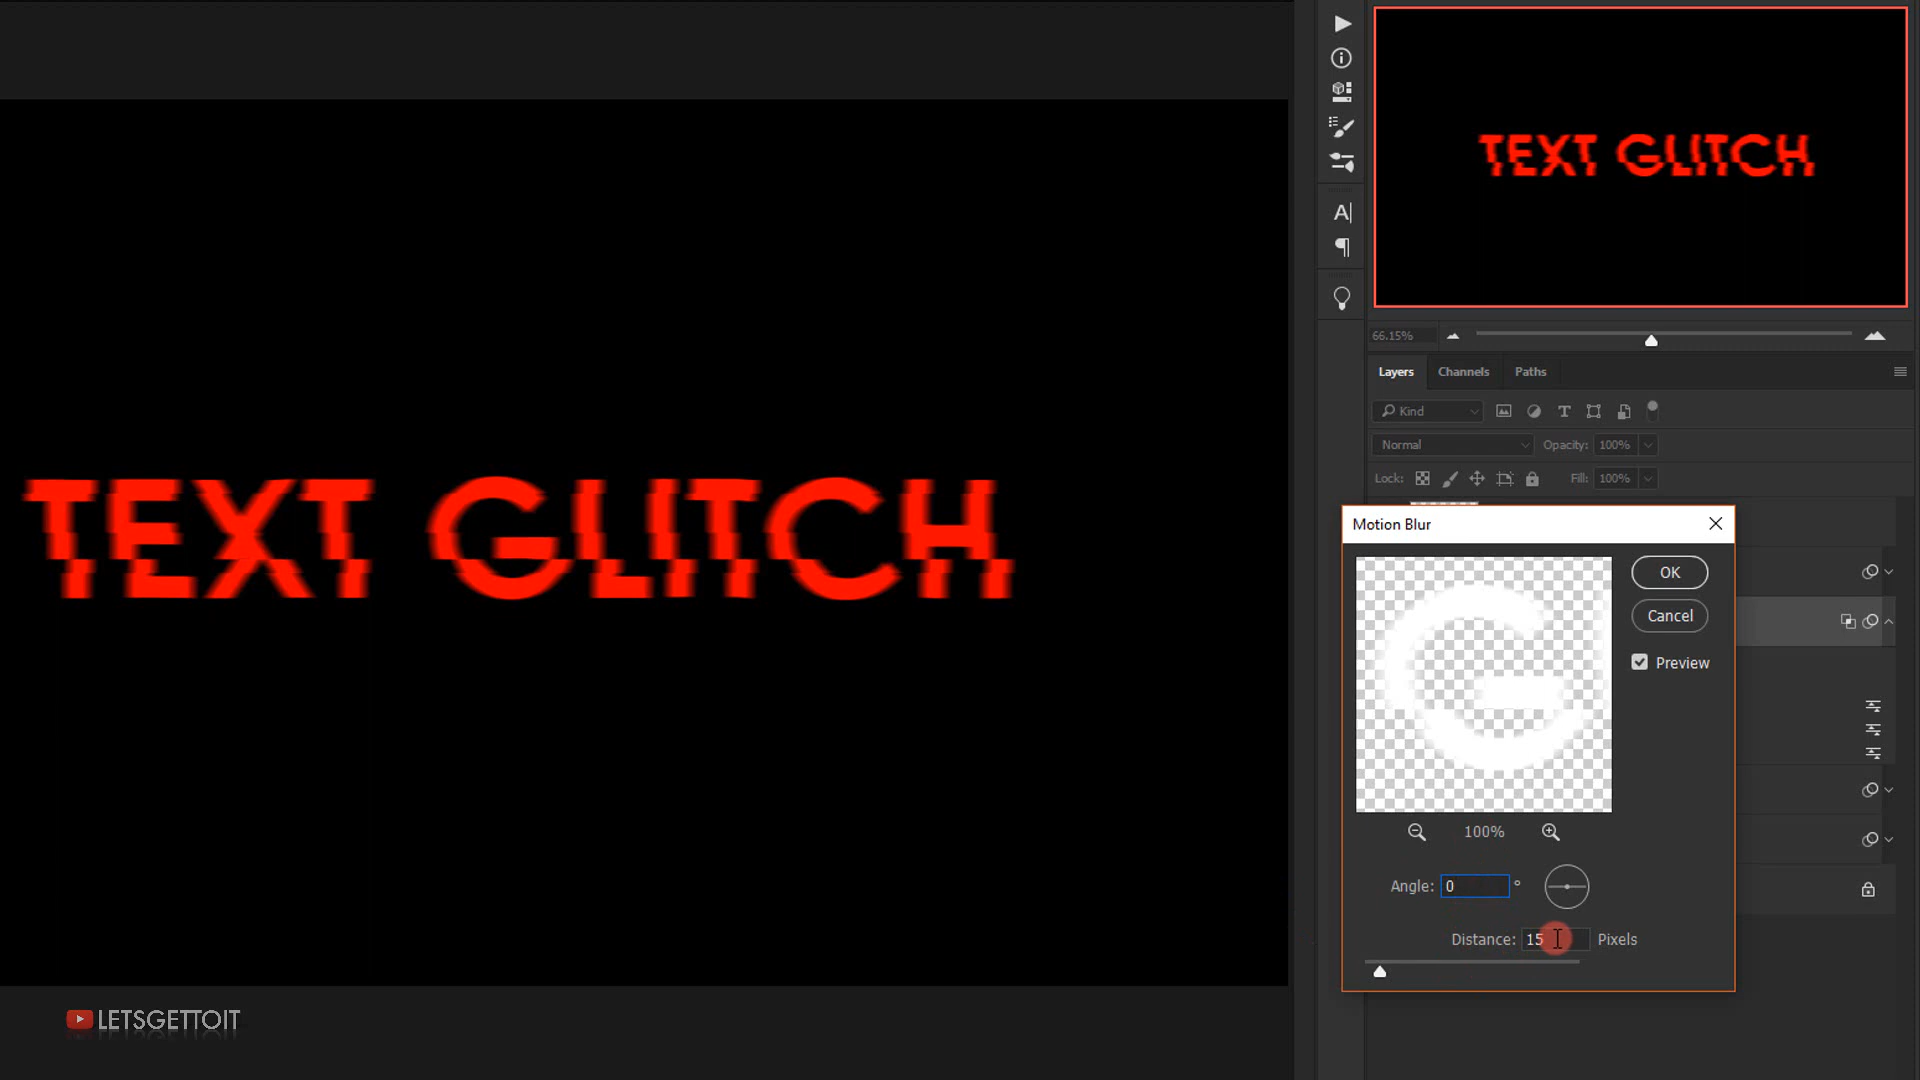 TEXT GLITCH
LETSGETTOIT
A
TEXT GLITCH
66.15%
Layers Channels Paths
Kind
Normal Opacity: 100%
Lock: Fill: 100%
Motion Blur
OK
Cancel
Preview
100%
Angle: 0 °
Distance: 15 Pixels